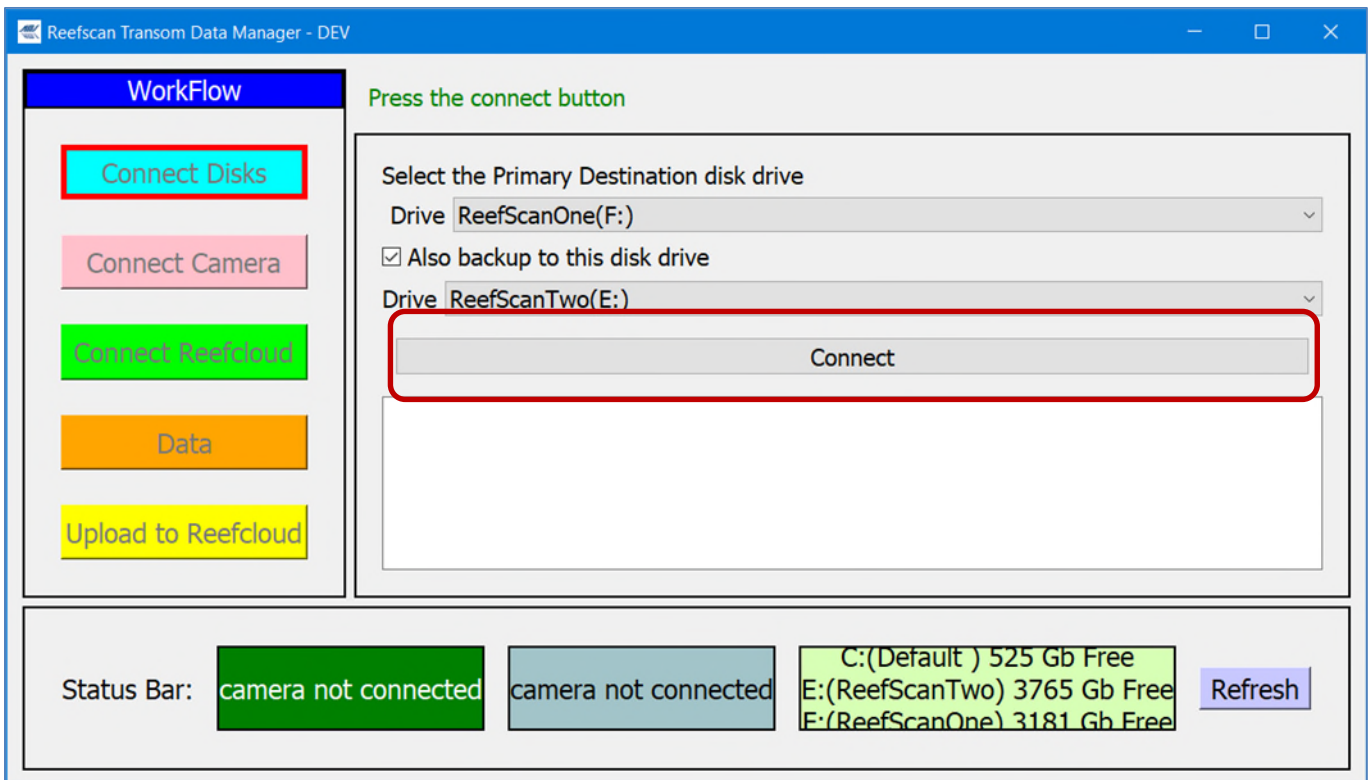 Reefscan Transom Data Manager - DEV
WorkFlow
Press the connect button
Connect Disks
Connect Camera
Connect Reefcloud
Data
Upload to Reefcloud
Select the Primary Destination disk drive
Drive ReefScanOne(F:)
Also backup to this disk drive
Drive ReefScanTwo(E:)
Connect
Status Bar:
camera not connected
camera not connected
C:(Default ) 525 Gb Free
E:(ReefScanTwo) 3765 Gb Free
F:(ReefScanOne) 3181 Gb Free
Refresh